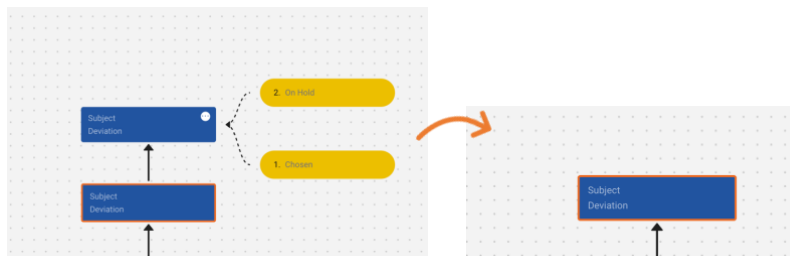 2. On Hold
Subject
Deviation
1. Chosen
Subject
Deviation
Subject
Deviation